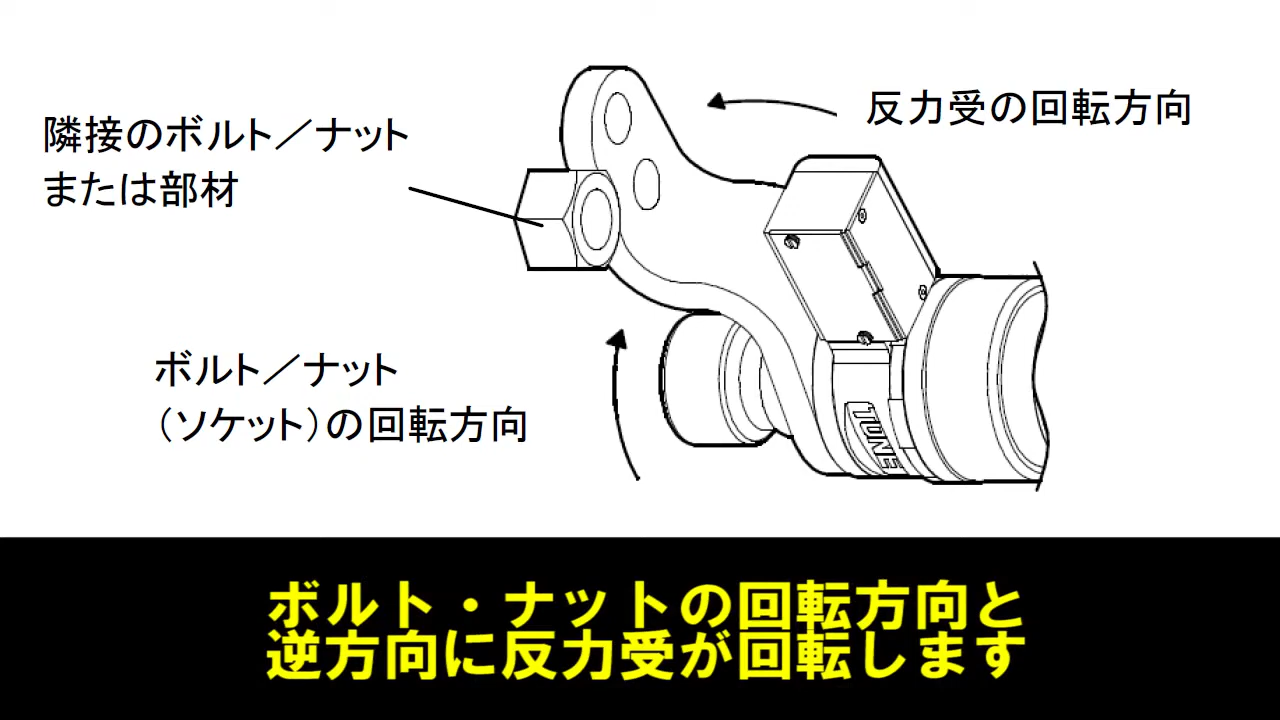 隣接のボルト／ナット
または部材
反力受の回転方向
ボルト／ナット
（ソケット）の回転方向
TONE
ボルト・ナットの回転方向と
逆方向に反力受が回転します